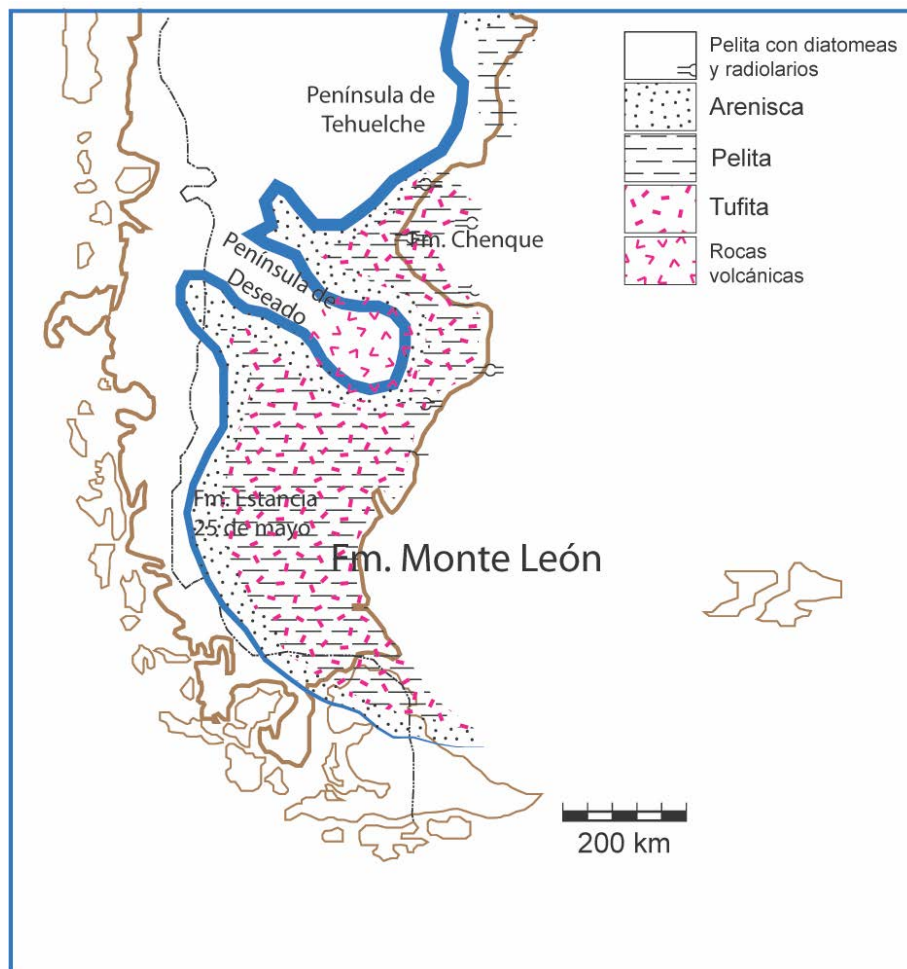 Pelita con diatomeas
y radiolarios
Arenisca
Pelita
Tufita
Rocas
volcánicas
Península de
Tehuelche
Fm. Chenque
Península de
Deseado
Fm. Estancia
25 de mayo
Fm. Monte León
200 km